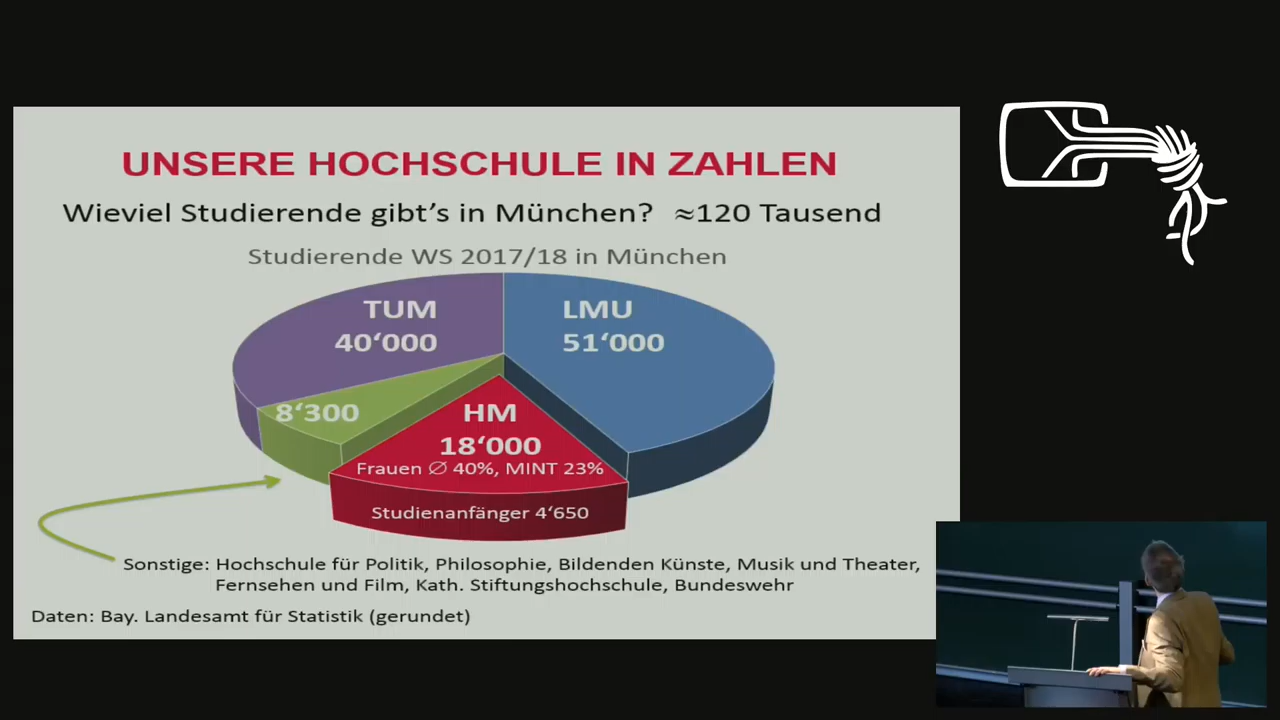 UNSERE HOCHSCHULE IN ZAHLEN
Wieviel Studierende gibt's in München? ≈120 Tausend
Studierende WS 2017/18 in München
TUM
40‘000
LMU
51‘000
8‘300
HM
18‘000
Frauen ∅ 40%, MINT 23%
Studienanfänger 4‘650
Sonstige: Hochschule für Politik, Philosophie, Bildenden Künste, Musik und Theater,
Fernsehen und Film, Kath. Stiftungshochschule, Bundeswehr
Daten: Bay. Landesamt für Statistik (gerundet)